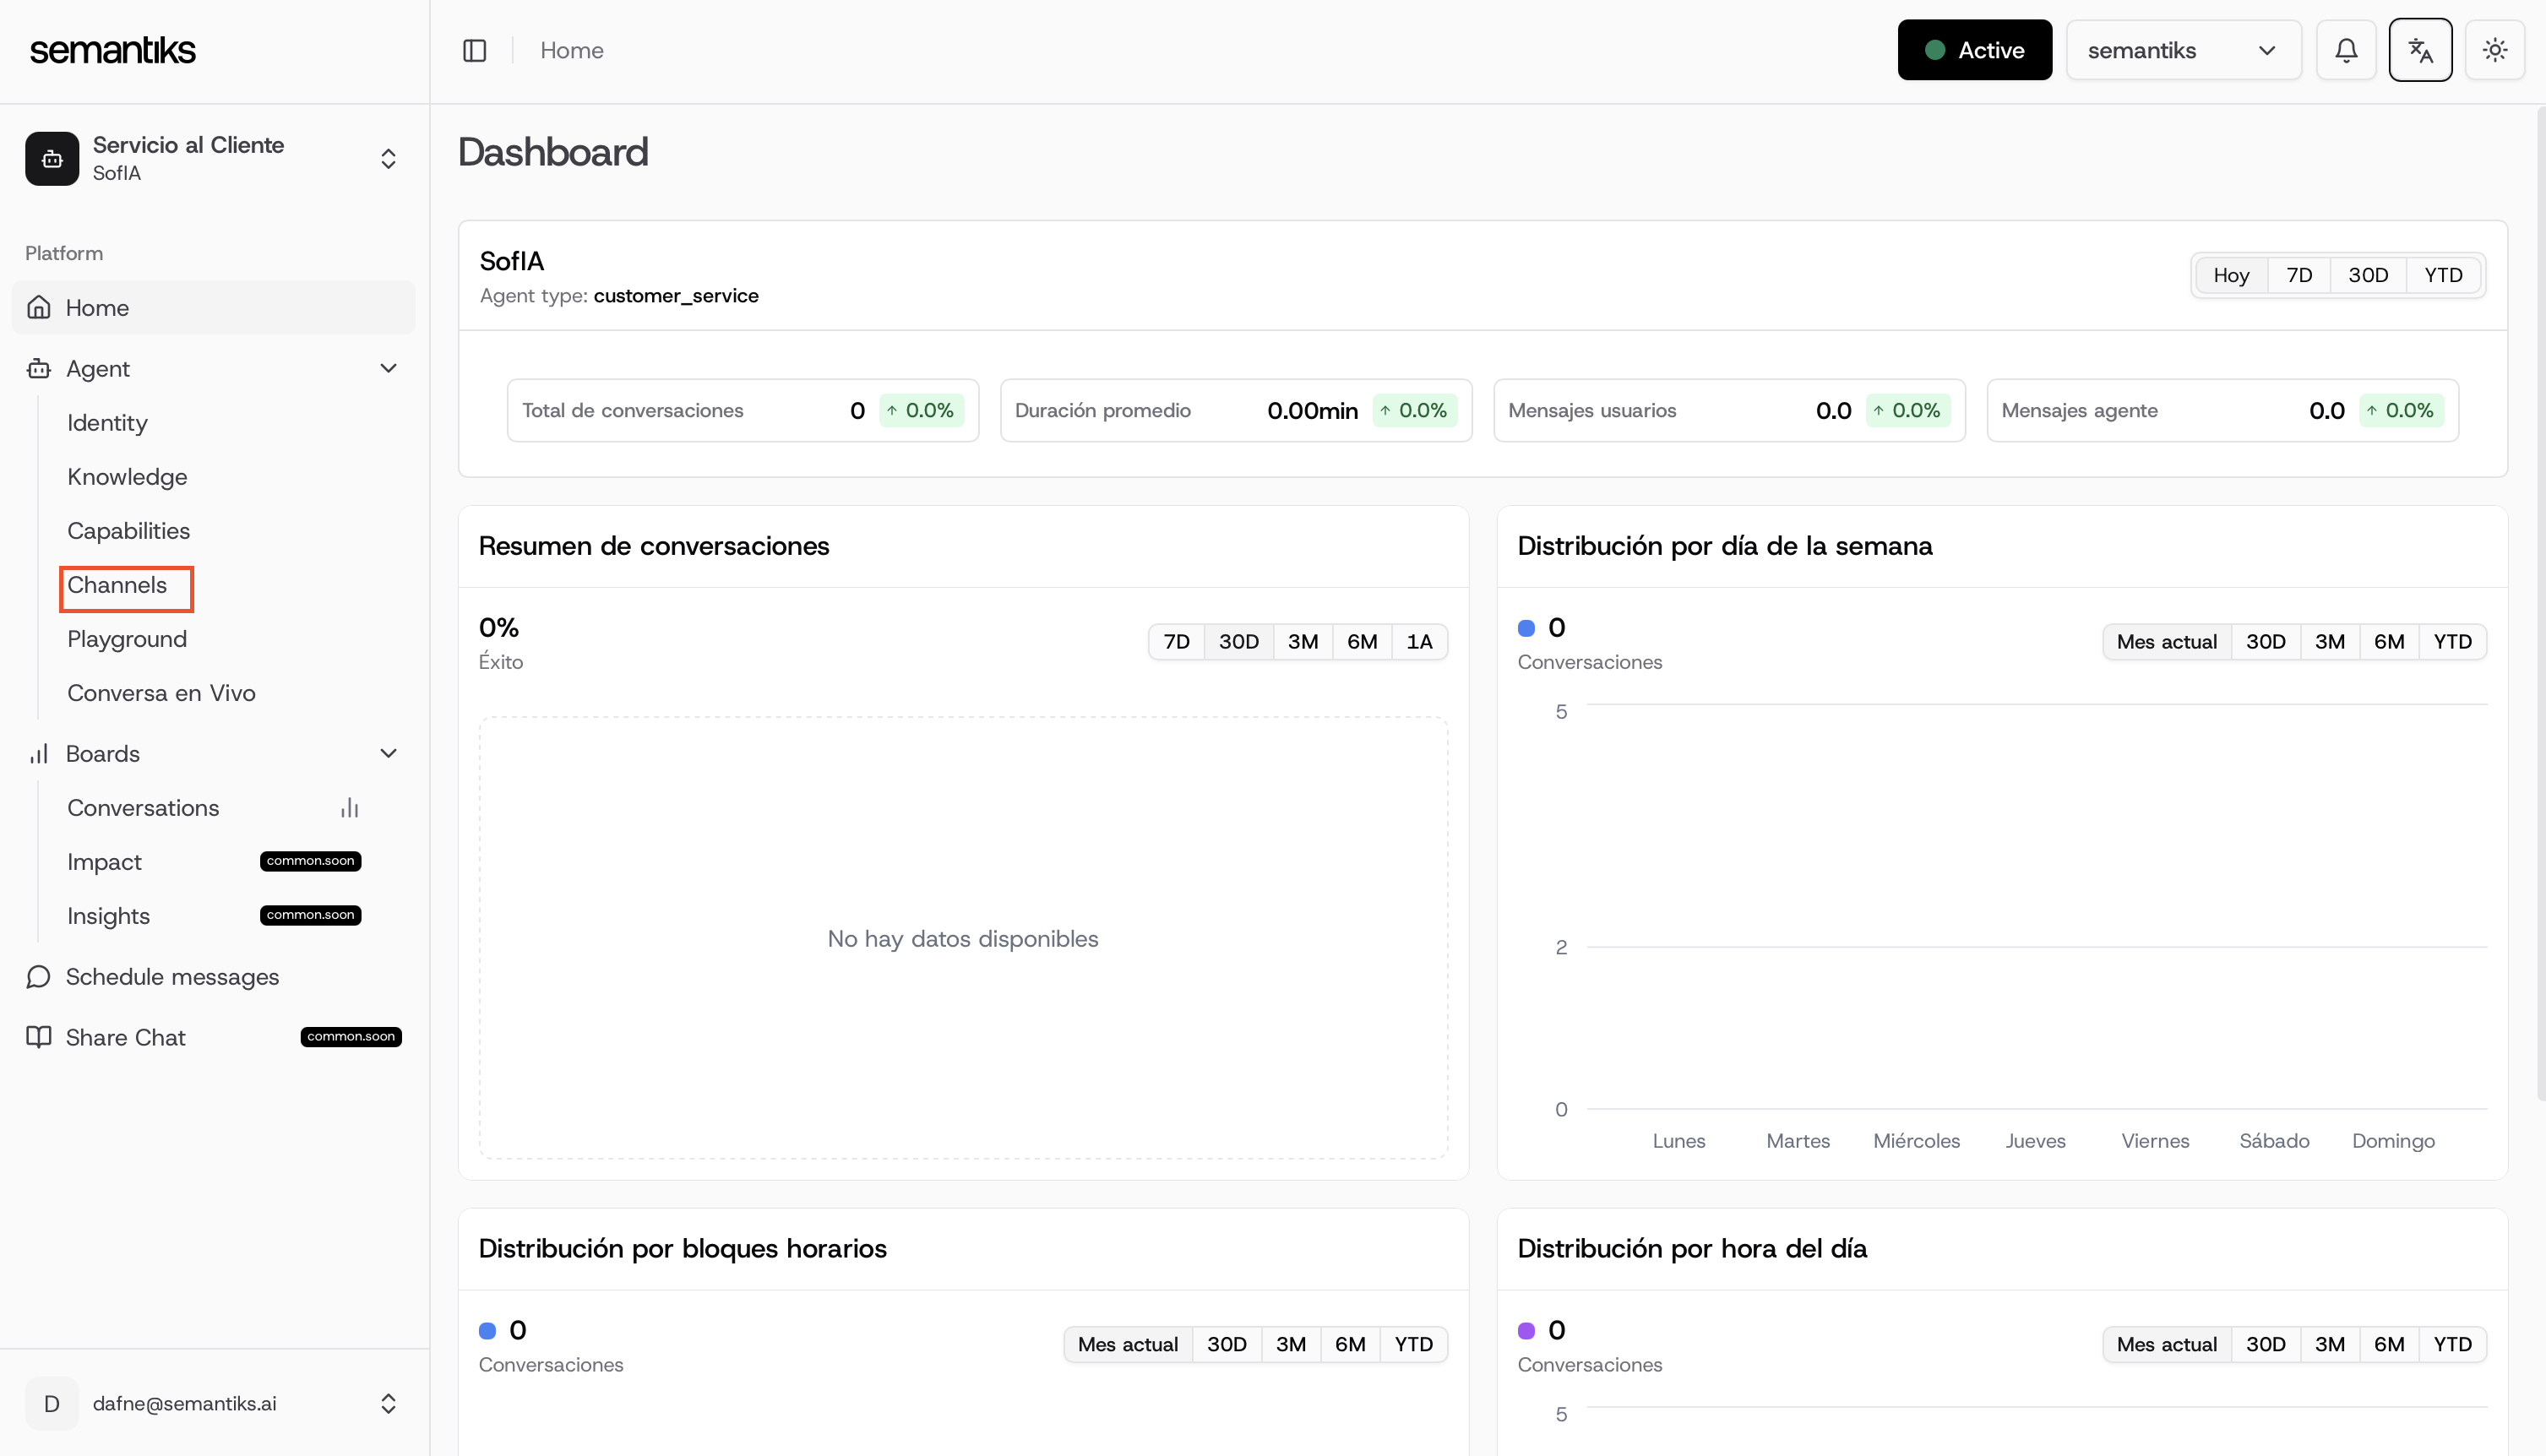 semantiks
Home
Active
semantiks
Servicio al Cliente
SofIA
Platform
Home
Agent
Identity
Knowledge
Capabilities
Channels
Playground
Conversa en Vivo
Boards
Conversations
Impact common.soon
Insights common.soon
Schedule messages
Share Chat common.soon
D dafne@semantiks.ai
Dashboard
SofIA
Agent type: customer_service
Hoy 7D 30D YTD
Total de conversaciones 0 ↑ 0.0%
Duración promedio 0.00min ↑ 0.0%
Mensajes usuarios 0.0 ↑ 0.0%
Mensajes agente 0.0 ↑ 0.0%
Resumen de conversaciones
0%
Éxito
7D 30D 3M 6M 1A
No hay datos disponibles
Distribución por día de la semana
0
Conversaciones
Mes actual 30D 3M 6M YTD
5
2
0
Lunes Martes Miércoles Jueves Viernes Sábado Domingo
Distribución por bloques horarios
0
Conversaciones
Mes actual 30D 3M 6M YTD
Distribución por hora del día
0
Conversaciones
Mes actual 30D 3M 6M YTD
5